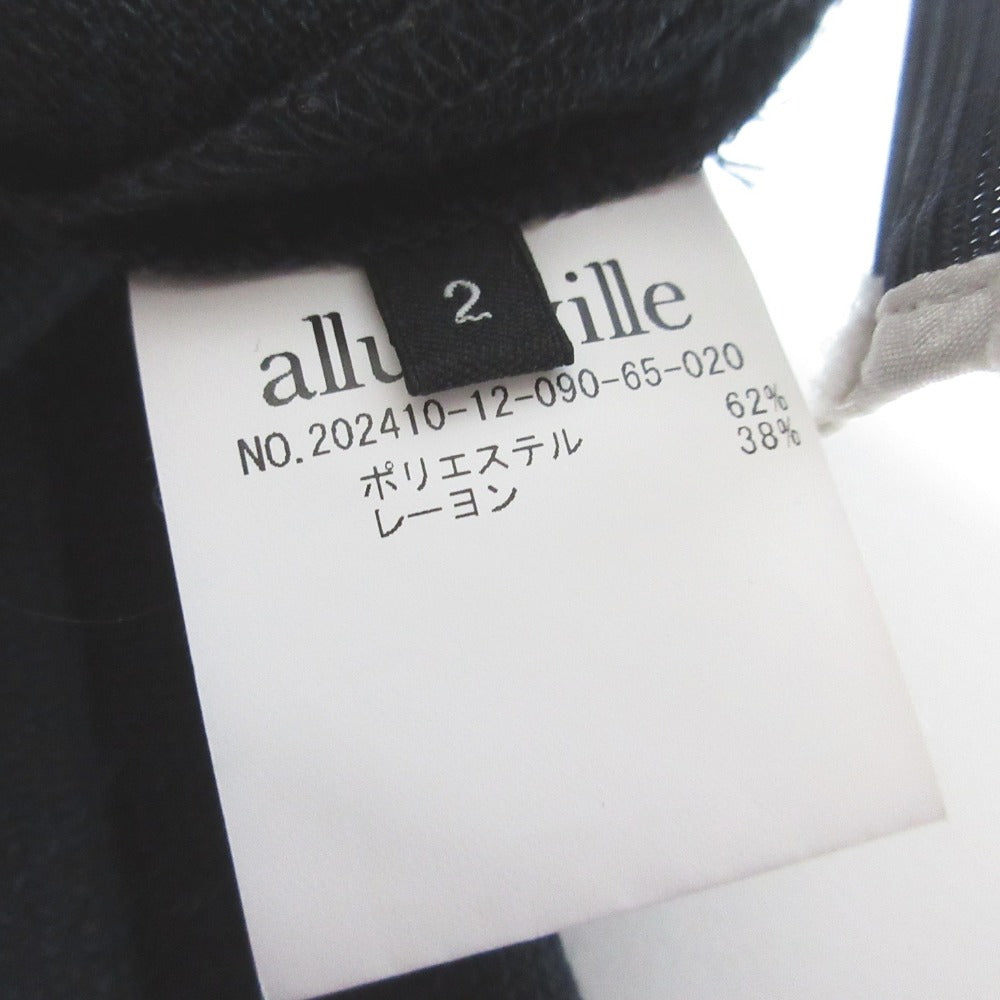 2
allu ville
NO.202410-12-090-65-020
ポリエステル 62%
レーヨン 38%